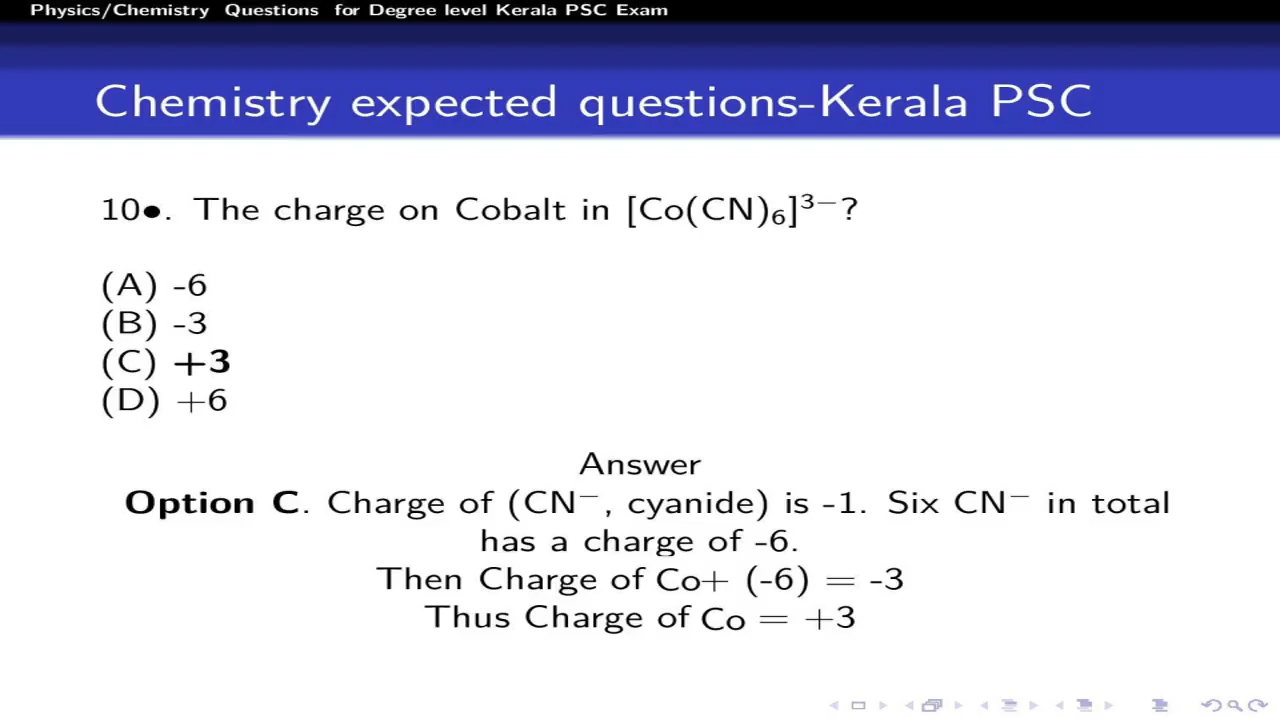 Physics/Chemistry Questions for Degree level Kerala PSC Exam
Chemistry expected questions-Kerala PSC
10•. The charge on Cobalt in [Co(CN)₆]³⁻?
(A) -6
(B) -3
(C) +3
(D) +6
Answer
Option C. Charge of (CN⁻, cyanide) is -1. Six CN⁻ in total
has a charge of -6.
Then Charge of Co+ (-6) = -3
Thus Charge of Co = +3